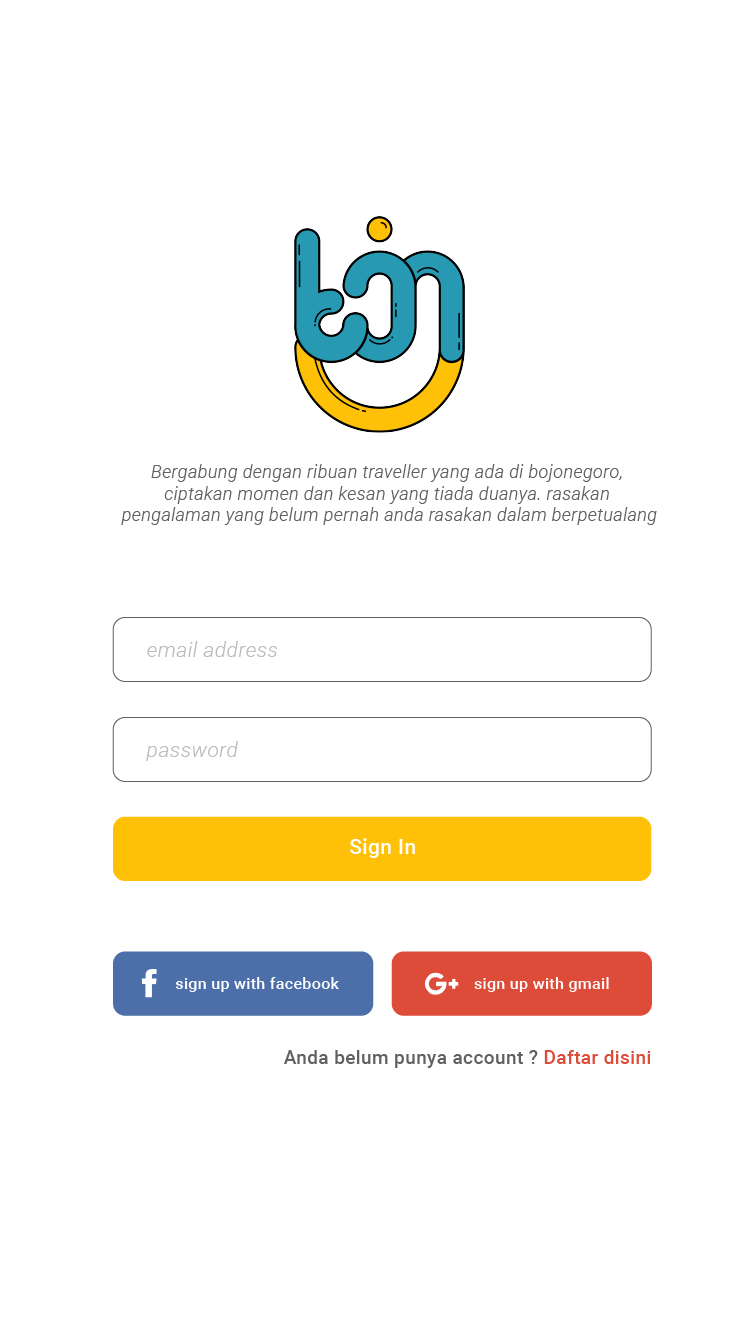 Bergabung dengan ribuan traveller yang ada di bojonegoro,
ciptakan momen dan kesan yang tiada duanya. rasakan
pengalaman yang belum pernah anda rasakan dalam berpetualang
email address
password
Sign In
sign up with facebook
sign up with gmail
Anda belum punya account ? Daftar disini